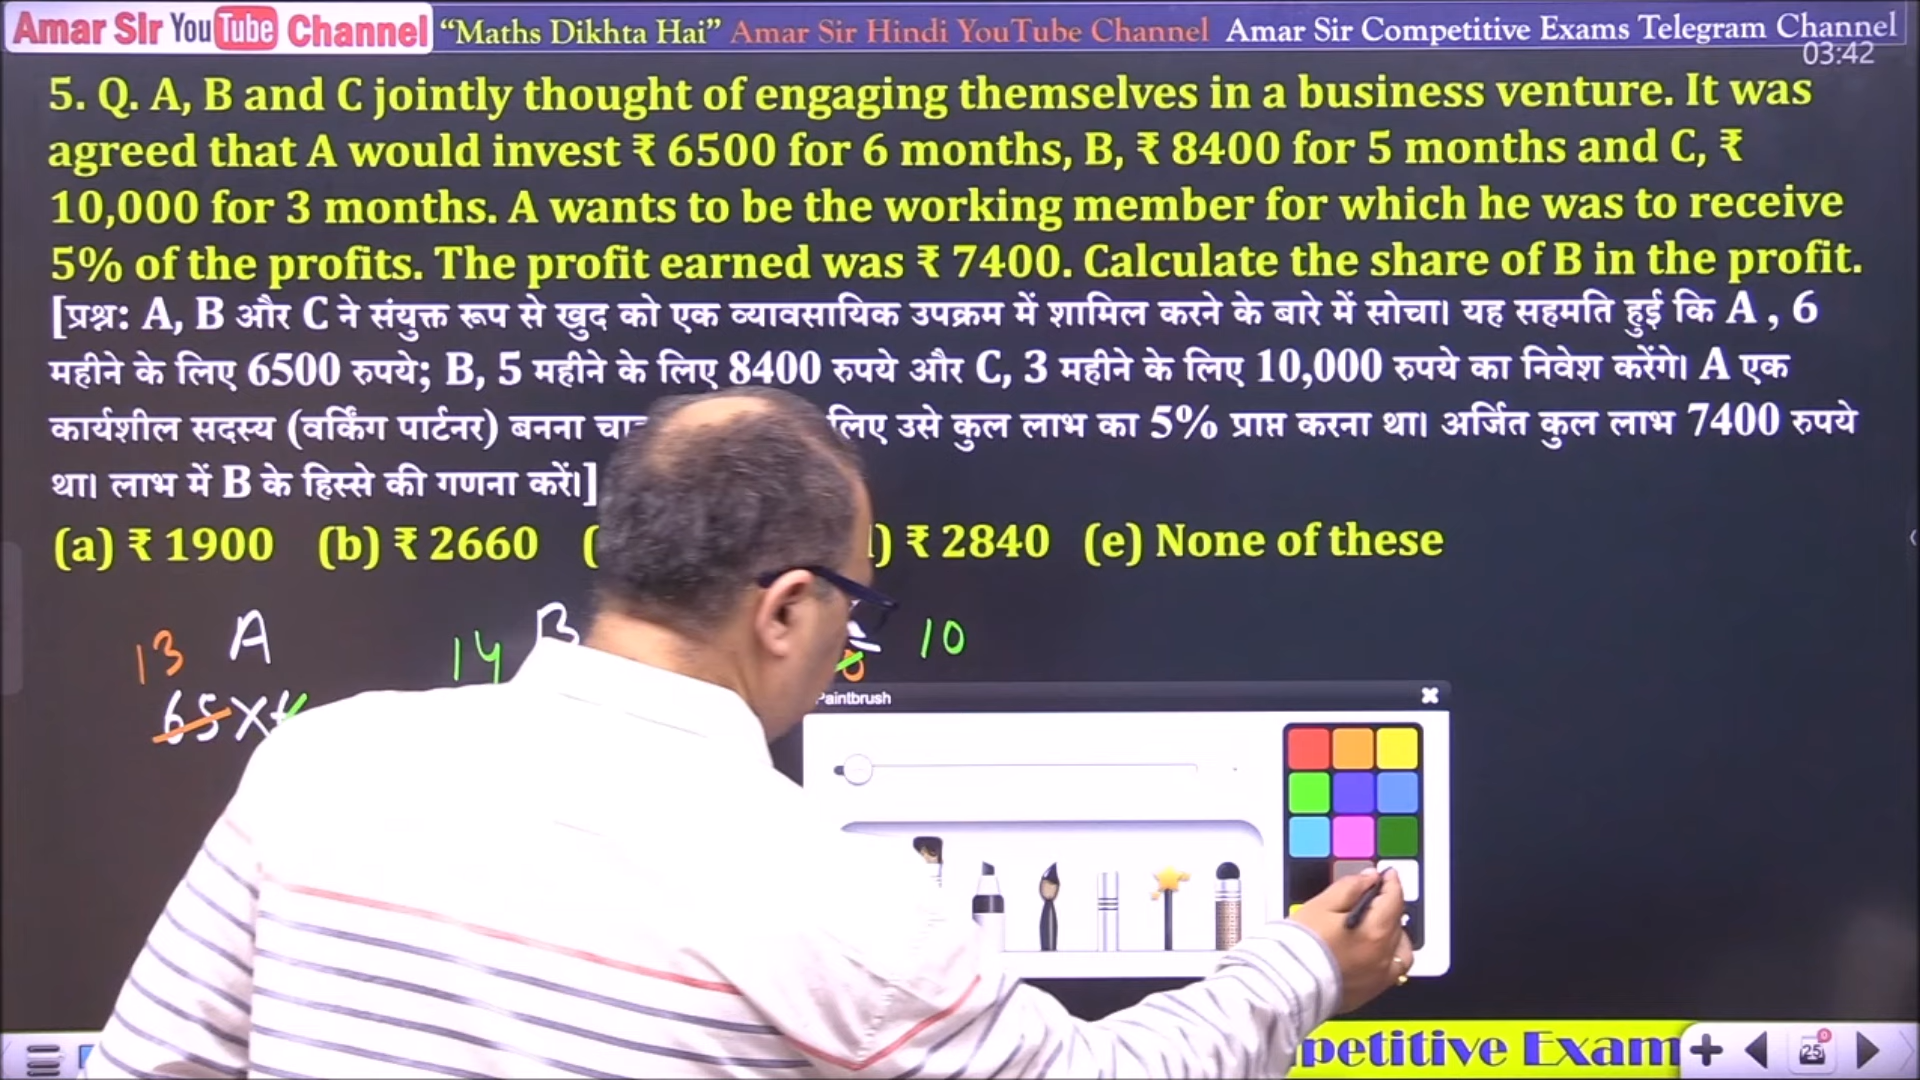 Amar Sir YouTube Channel "Maths Dikhta Hai" Amar Sir Hindi YouTube Channel Amar Sir Competitive Exams Telegram Channel
03:42
5. Q. A, B and C jointly thought of engaging themselves in a business venture. It was
agreed that A would invest ₹ 6500 for 6 months, B, ₹ 8400 for 5 months and C, ₹
10,000 for 3 months. A wants to be the working member for which he was to receive
5% of the profits. The profit earned was ₹ 7400. Calculate the share of B in the profit.
[प्रश्न: A, B और C ने संयुक्त रूप से खुद को एक व्यावसायिक उपक्रम में शामिल करने के बारे में सोचा। यह सहमति हुई कि A , 6
महीने के लिए 6500 रुपये; B, 5 महीने के लिए 8400 रुपये और C, 3 महीने के लिए 10,000 रुपये का निवेश करेंगे। A एक
कार्यशील सदस्य (वर्किंग पार्टनर) बनना लिए उसे कुल लाभ का 5% प्राप्त करना था। अर्जित कुल लाभ 7400 रुपये
था। लाभ में B के हिस्से की गणना करें।]
(a) ₹ 1900 (b) ₹ 2660 ( ) ₹ 2840 (e) None of these
13 A 14 B 10
65X
Paintbrush
petitive Exam
25
0